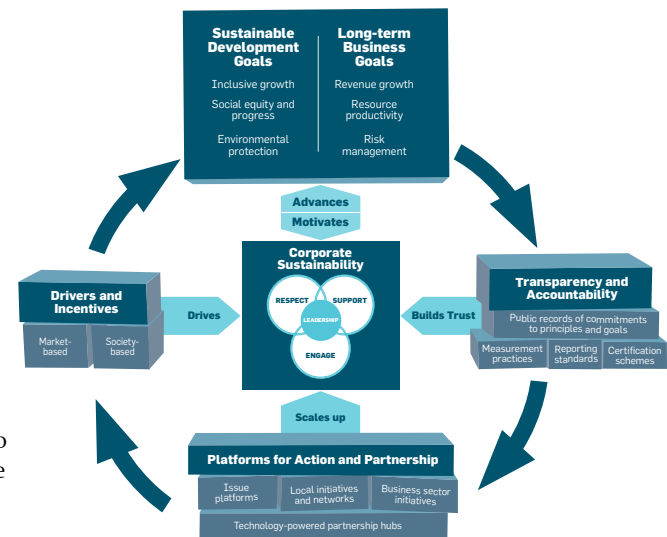 Sustainable
Development
Goals
Inclusive growth
Social equity and
progress
Environmental
protection
Long-term
Business
Goals
Revenue growth
Resource
productivity
Risk
management
Advances
Motivates
Corporate
Sustainability
RESPECT
SUPPORT
LEADERSHIP
ENGAGE
Drivers and
Incentives
Market-
based
Society-
based
Drives
Builds Trust
Transparency and
Accountability
Public records of commitments
to principles and goals
Measurement
practices
Reporting
standards
Certification
schemes
Scales up
Platforms for Action and Partnership
Issue
platforms
Local initiatives
and networks
Business sector
initiatives
Technology-powered partnership hubs